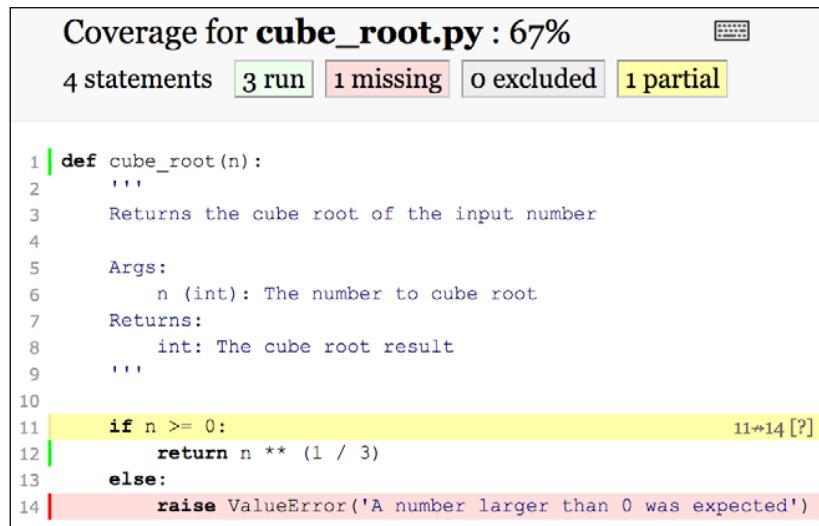 Coverage for cube_root.py : 67%
4 statements 3 run 1 missing 0 excluded 1 partial
1 def cube_root(n):
2     '''
3     Returns the cube root of the input number
4
5     Args:
6         n (int): The number to cube root
7     Returns:
8         int: The cube root result
9     '''
10
11     if n >= 0: 11↛14 [?]
12         return n ** (1 / 3)
13     else:
14         raise ValueError('A number larger than 0 was expected')